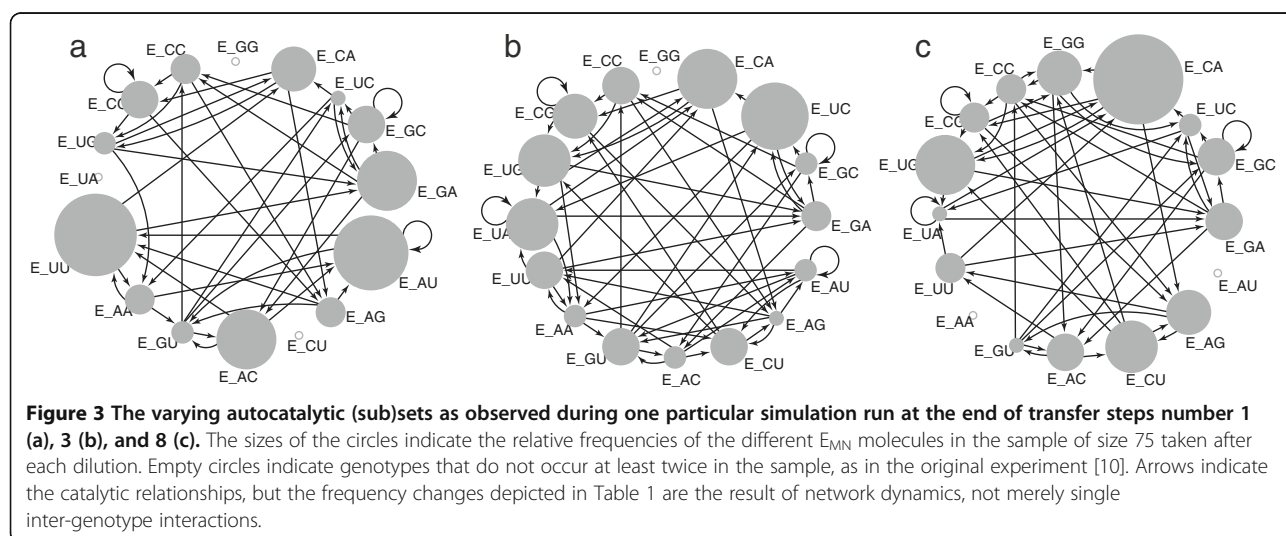 a
E_GG
E_CC
E_CA
E_CG
E_UC
E_GC
E_UG
E_UA
E_GA
E_UU
E_AU
E_AA
E_AG
E_GU
E_CU
E_AC
b
E_GG
E_CC
E_CA
E_CG
E_UC
E_UG
E_GC
E_UA
E_GA
E_UU
E_AU
E_AA
E_AG
E_GU
E_CU
E_AC
c
E_GG
E_CC
E_CA
E_CG
E_UC
E_UG
E_GC
E_UA
E_GA
E_UU
E_AU
E_AA
E_AG
E_GU
E_AC
E_CU
Figure 3 The varying autocatalytic (sub)sets as observed during one particular simulation run at the end of transfer steps number 1
(a), 3 (b), and 8 (c). The sizes of the circles indicate the relative frequencies of the different EMN molecules in the sample of size 75 taken after
each dilution. Empty circles indicate genotypes that do not occur at least twice in the sample, as in the original experiment [10]. Arrows indicate
the catalytic relationships, but the frequency changes depicted in Table 1 are the result of network dynamics, not merely single
inter-genotype interactions.